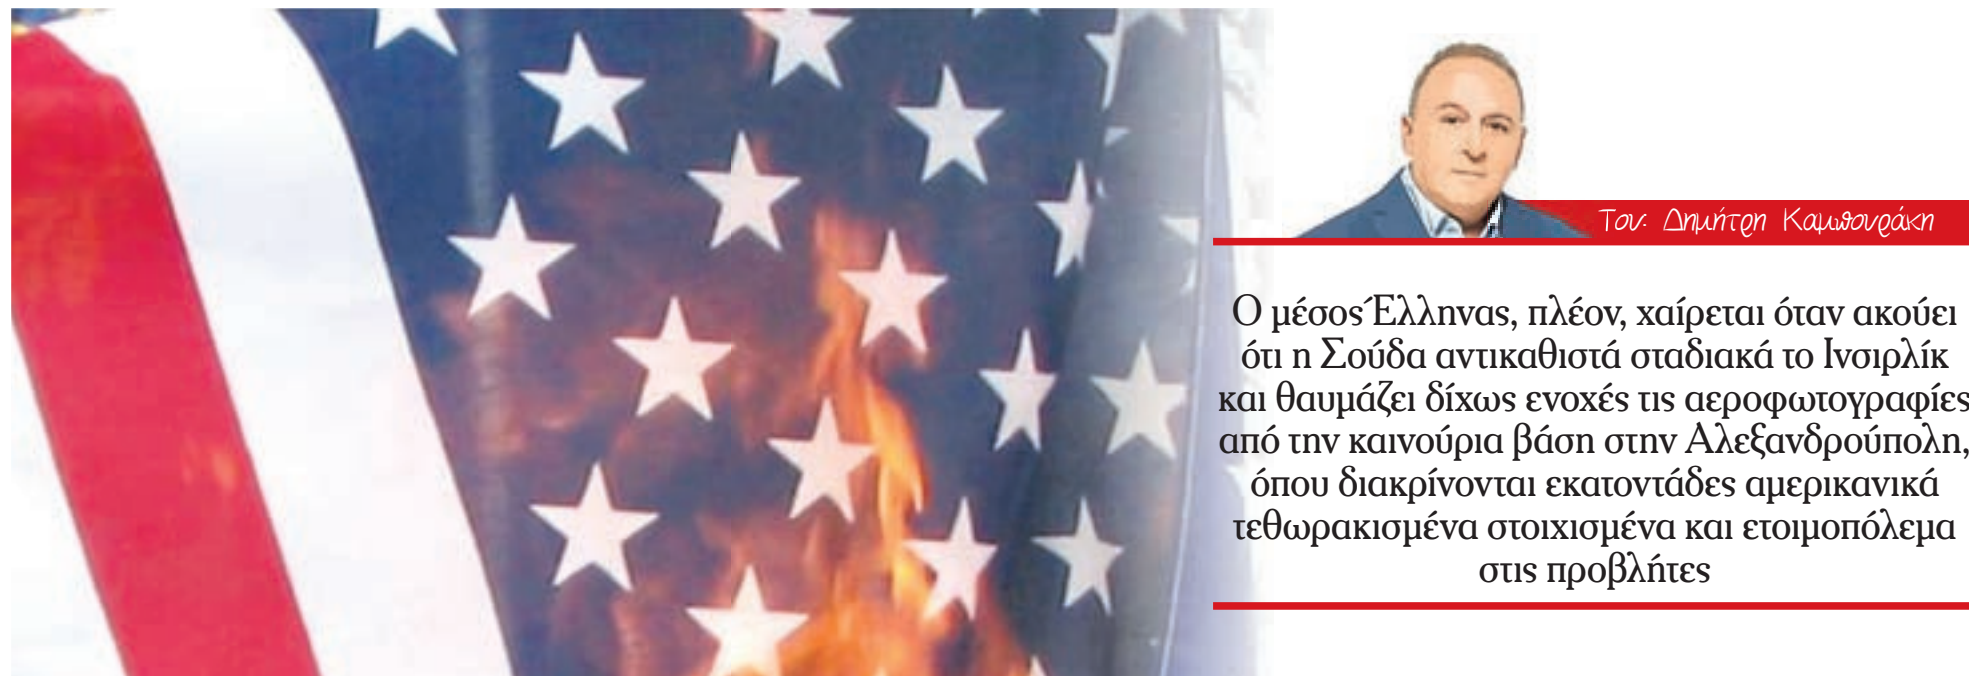 Του: Δημήτρη Καμπουράκη
Ο μέσος Έλληνας, πλέον, χαίρεται όταν ακούει
ότι η Σούδα αντικαθιστά σταδιακά το Ινσιρλίκ
και θαυμάζει δίχως ενοχές τις αεροφωτογραφίες
από την καινούρια βάση στην Αλεξανδρούπολη,
όπου διακρίνονται εκατοντάδες αμερικανικά
τεθωρακισμένα στοιχισμένα και ετοιμοπόλεμα
στις προβλήτες